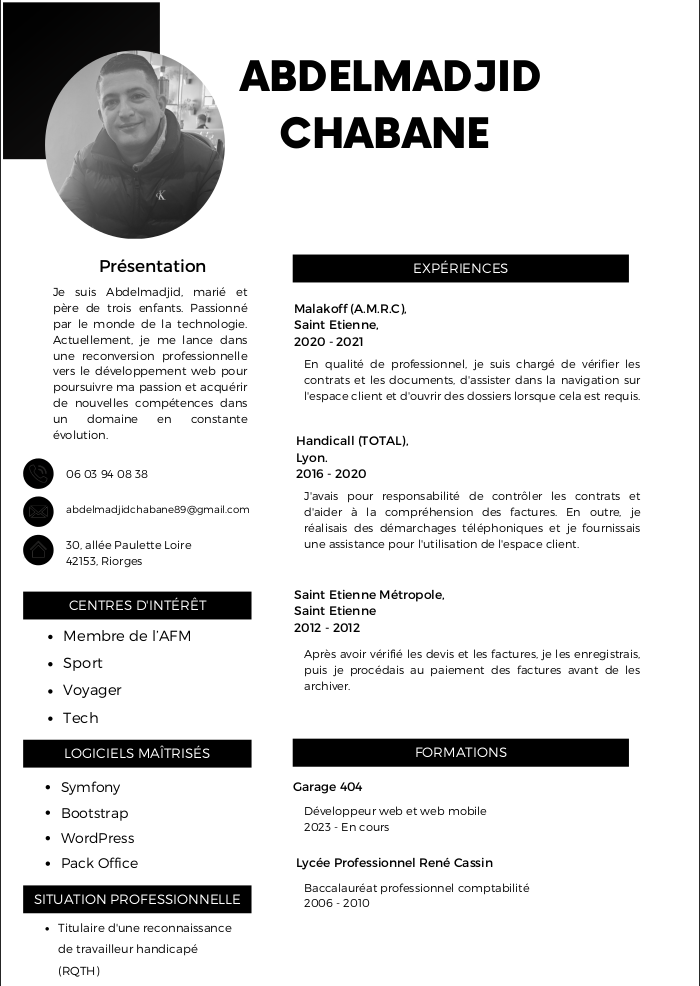 ABDELMADJID
CHABANE
Présentation
Je suis Abdelmadjid, marié et
père de trois enfants. Passionné
par le monde de la technologie.
Actuellement, je me lance dans
une reconversion professionnelle
vers le développement web pour
poursuivre ma passion et acquérir
de nouvelles compétences dans
un domaine en constante
évolution.
06 03 94 08 38
abdelmadjidchabane89@gmail.com
30, allée Paulette Loire
42153, Riorges
CENTRES D'INTÉRÊT
• Membre de l'AFM
• Sport
• Voyager
• Tech
LOGICIELS MAÎTRISÉS
• Symfony
• Bootstrap
• WordPress
• Pack Office
SITUATION PROFESSIONNELLE
• Titulaire d'une reconnaissance
de travailleur handicapé
(RQTH)
EXPÉRIENCES
Malakoff (A.M.R.C),
Saint Etienne,
2020 - 2021
En qualité de professionnel, je suis chargé de vérifier les
contrats et les documents, d'assister dans la navigation sur
l'espace client et d'ouvrir des dossiers lorsque cela est requis.
Handicall (TOTAL),
Lyon.
2016 - 2020
J'avais pour responsabilité de contrôler les contrats et
d'aider à la compréhension des factures. En outre, je
réalisais des démarchages téléphoniques et je fournissais
une assistance pour l'utilisation de l'espace client.
Saint Etienne Métropole,
Saint Etienne
2012 - 2012
Après avoir vérifié les devis et les factures, je les enregistrais,
puis je procédais au paiement des factures avant de les
archiver.
FORMATIONS
Garage 404
Développeur web et web mobile
2023 - En cours
Lycée Professionnel René Cassin
Baccalauréat professionnel comptabilité
2006 - 2010